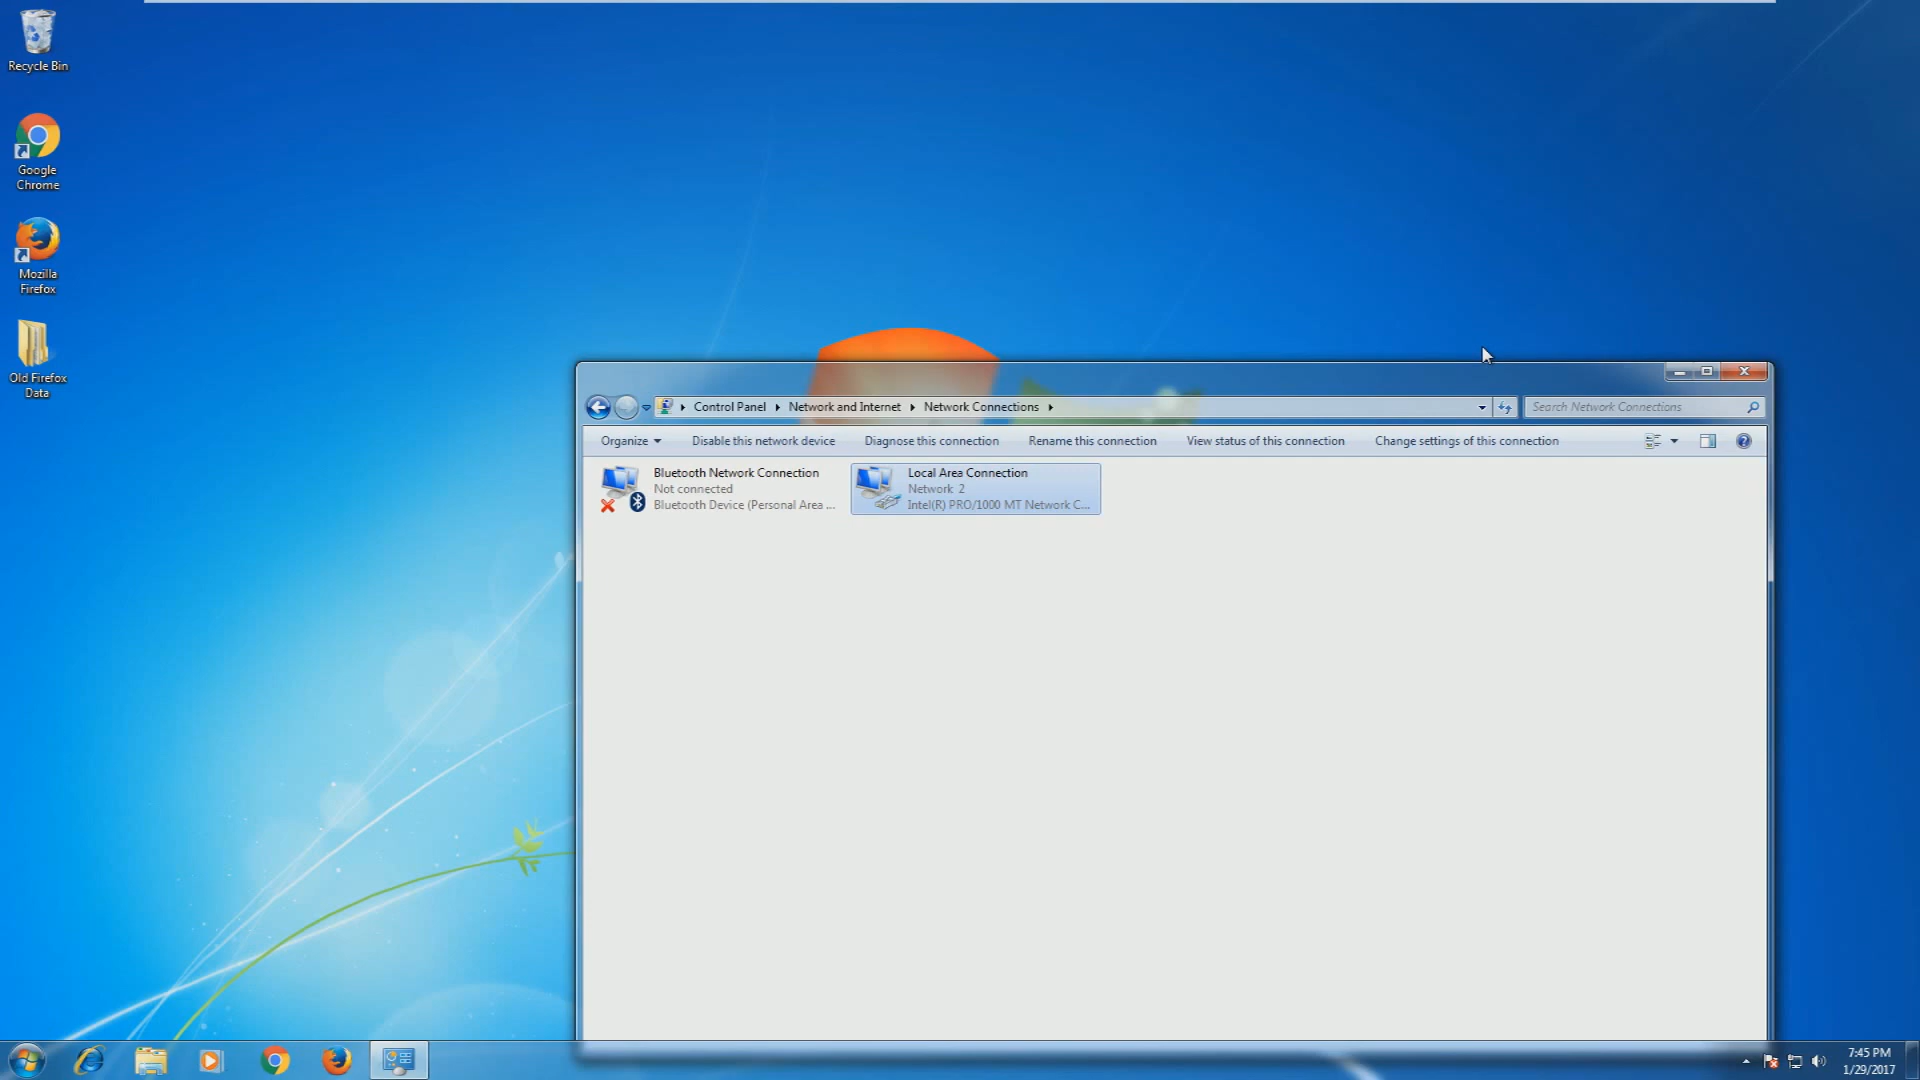 Recycle Bin
Google
Chrome
Mozilla
Firefox
Old Firefox
Data
Control Panel
Network and Internet
Network Connections
Search Network Connections
Organize
Disable this network device
Diagnose this connection
Rename this connection
View status of this connection
Change settings of this connection
Bluetooth Network Connection
Not connected
Bluetooth Device (Personal Area ...
Local Area Connection
Network 2
Intel(R) PRO/1000 MT Network C...
7:45 PM
1/29/2017